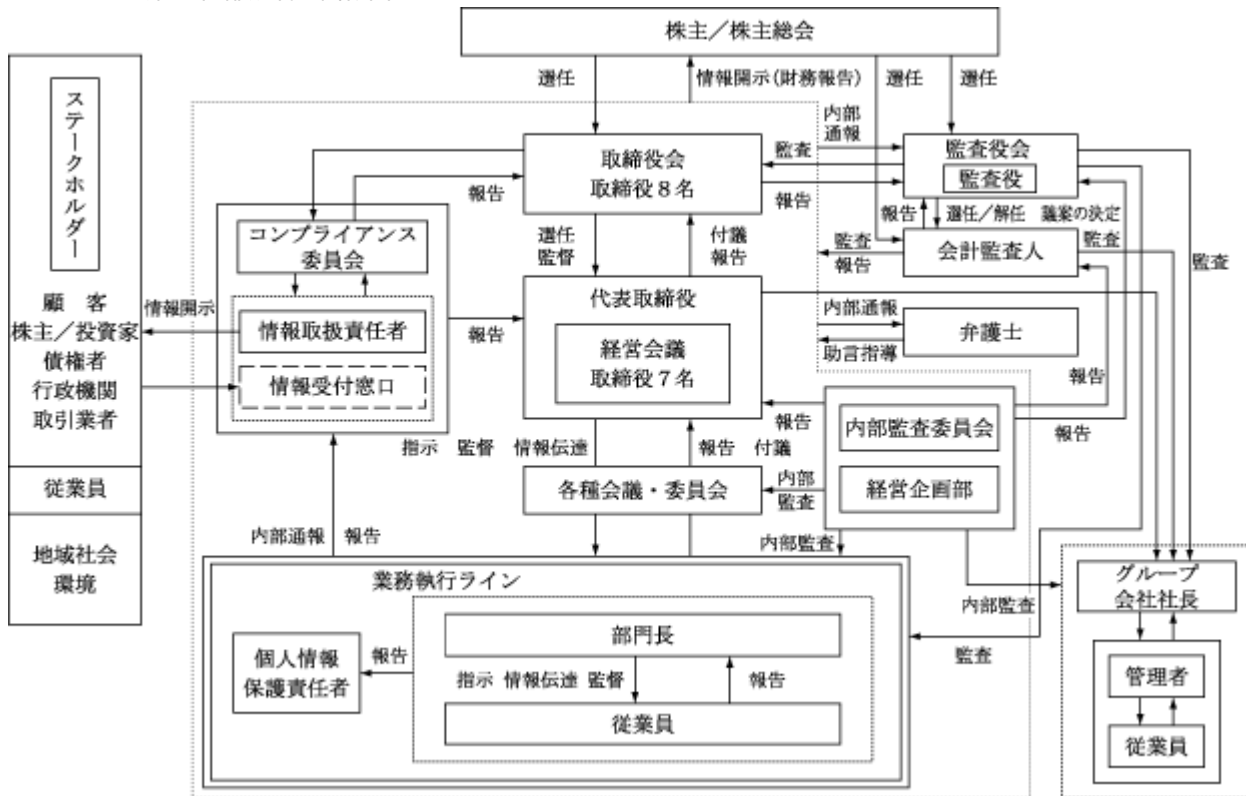 株主／株主総会
選任
情報開示(財務報告)
選任
選任
ステークホルダー
顧　客
株主／投資家
債権者
行政機関
取引業者
従業員
地域社会
環境
情報開示
内部
通報
取締役会
取締役8名
監査
報告
監査役会
監査役
報告
コンプライアンス
委員会
選任
監督
付議
報告
報告
選任／解任　議案の決定
監査
報告
会計監査人
監査
監査
情報取扱責任者
情報受付窓口
報告
代表取締役
経営会議
取締役7名
内部通報
助言指導
弁護士
報告
報告
報告
内部監査委員会
経営企画部
指示　監督　情報伝達
報告　付議
各種会議・委員会
内部
監査
内部通報　報告
内部監査
業務執行ライン
部門長
指示 情報伝達 監督
報告
従業員
個人情報
保護責任者
報告
内部監査
監査
グループ
会社社長
管理者
従業員